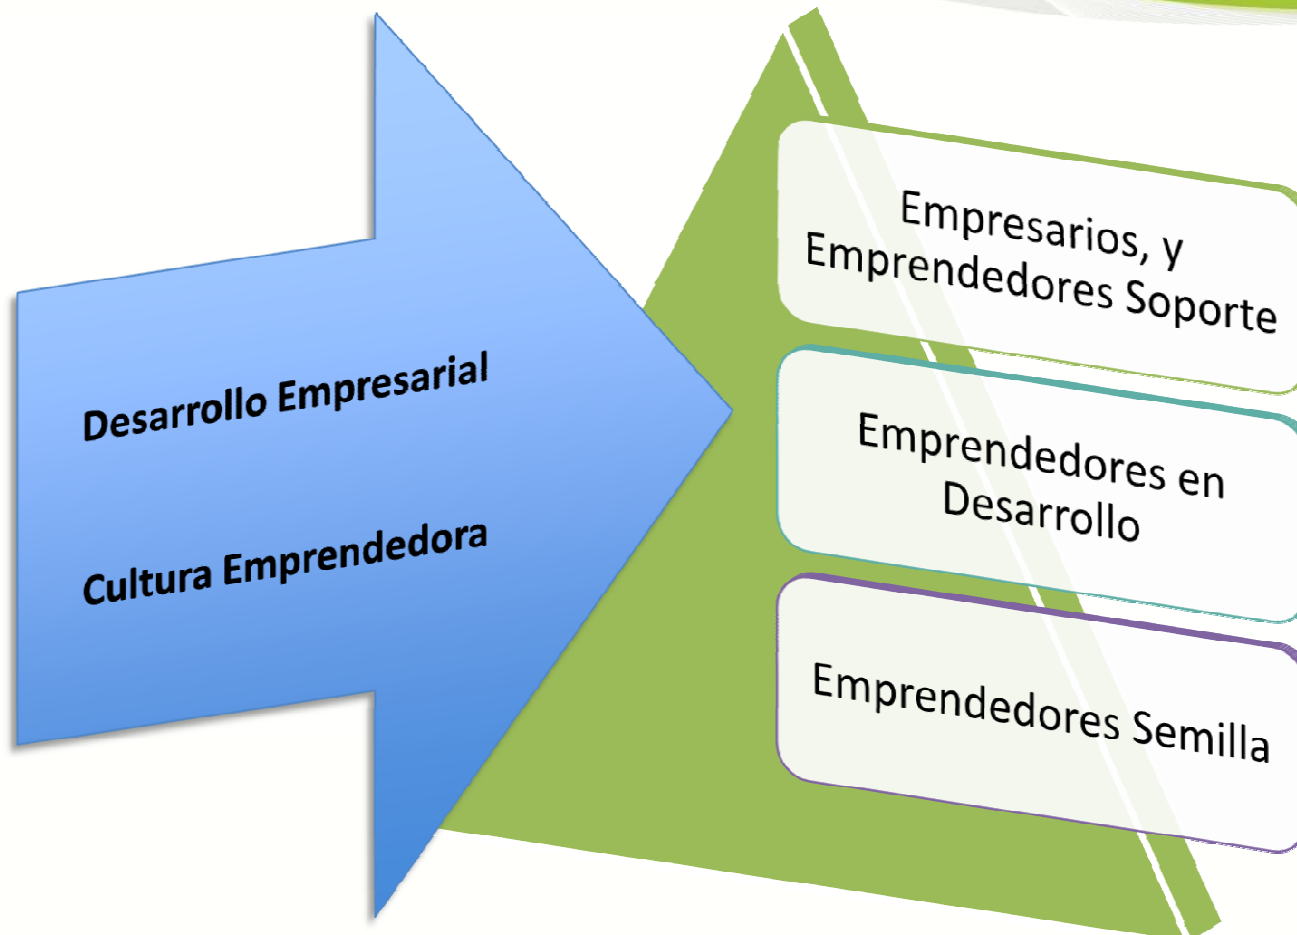 Desarrollo Empresarial
Cultura Emprendedora
Empresarios, y
Emprendedores Soporte
Emprendedores en
Desarrollo
Emprendedores Semilla